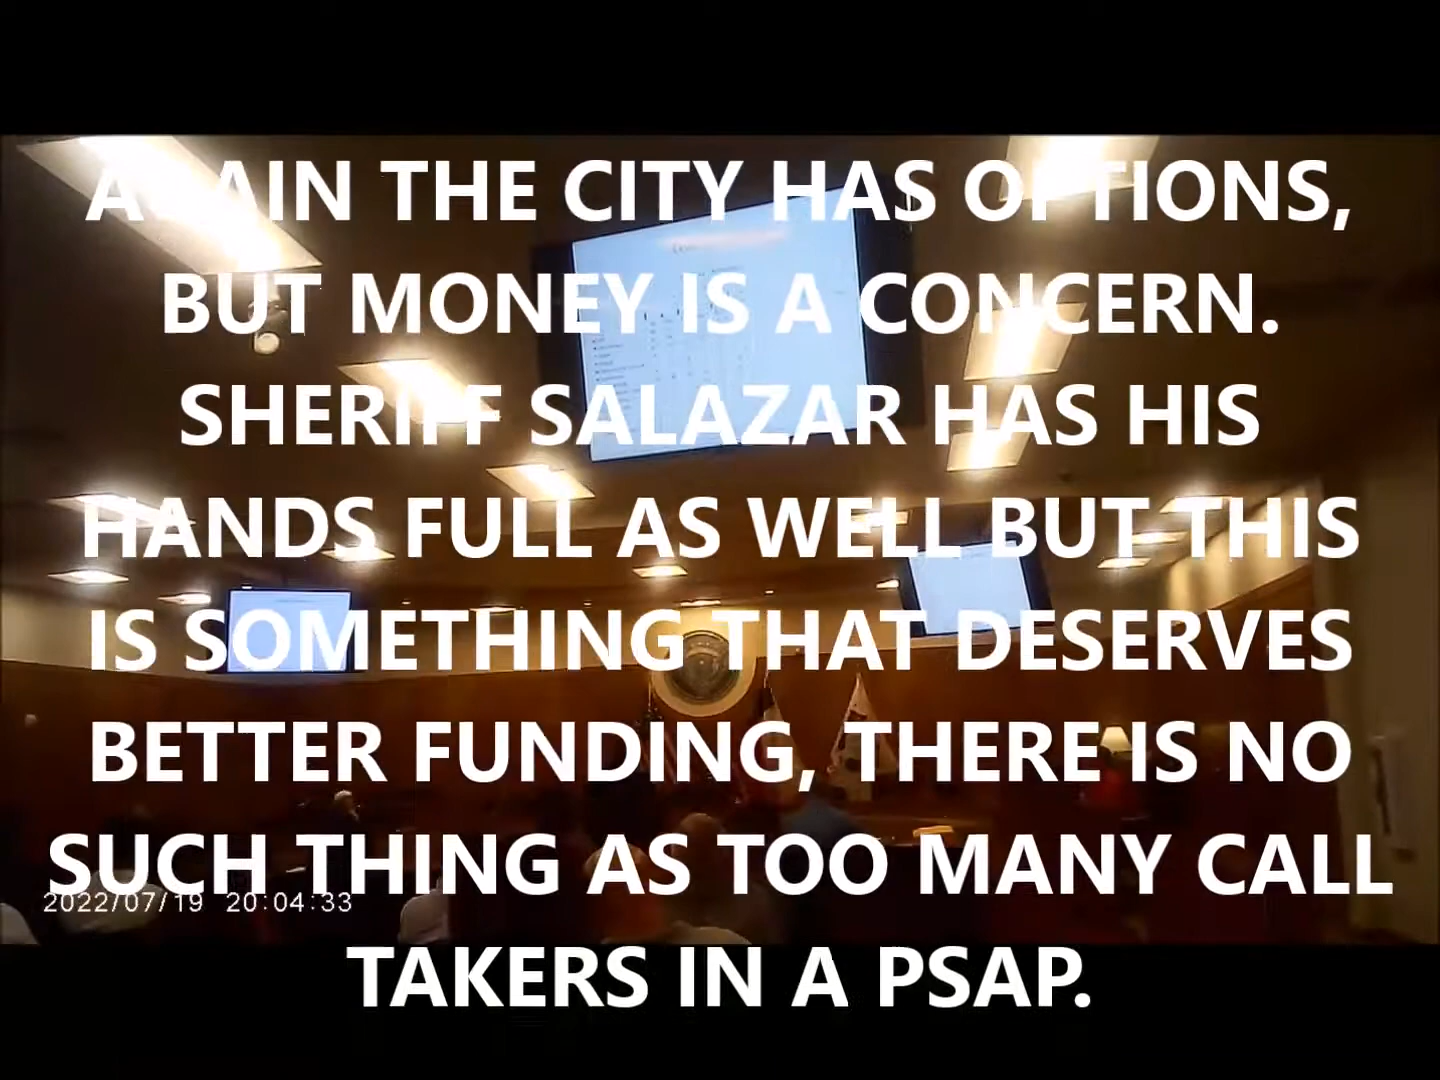 AGAIN THE CITY HAS OPTIONS,
BUT MONEY IS A CONCERN.
SHERIFF SALAZAR HAS HIS
HANDS FULL AS WELL BUT THIS
IS SOMETHING THAT DESERVES
BETTER FUNDING, THERE IS NO
SUCH THING AS TOO MANY CALL
2022/07/19 20:04:33
TAKERS IN A PSAP.